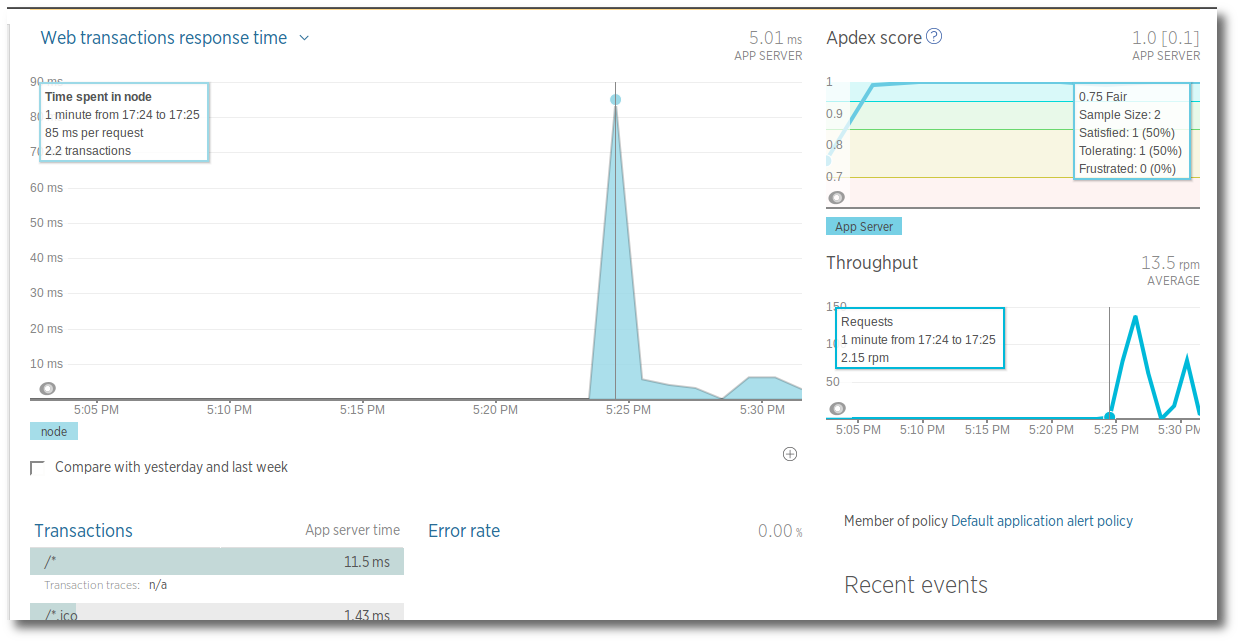 Web transactions response time
5.01 ms
APP SERVER
90 ms
Time spent in node
1 minute from 17:24 to 17:25
85 ms per request
2.2 transactions
60 ms
50 ms
40 ms
30 ms
20 ms
10 ms
5:05 PM 5:10 PM 5:15 PM 5:20 PM 5:25 PM 5:30 PM
node
Compare with yesterday and last week
Transactions
App server time
/*
11.5 ms
Transaction traces: n/a
/*.ico
1.43 ms
Error rate
0.00 %
Apdex score ?
1.0 [0.1]
APP SERVER
1
0.9
0.8
0.7
0.75 Fair
Sample Size: 2
Satisfied: 1 (50%)
Tolerating: 1 (50%)
Frustrated: 0 (0%)
App Server
Throughput
13.5 rpm
AVERAGE
150
Requests
1 minute from 17:24 to 17:25
2.15 rpm
50
5:05 PM 5:10 PM 5:15 PM 5:20 PM 5:25 PM 5:30 PM
Member of policy Default application alert policy
Recent events